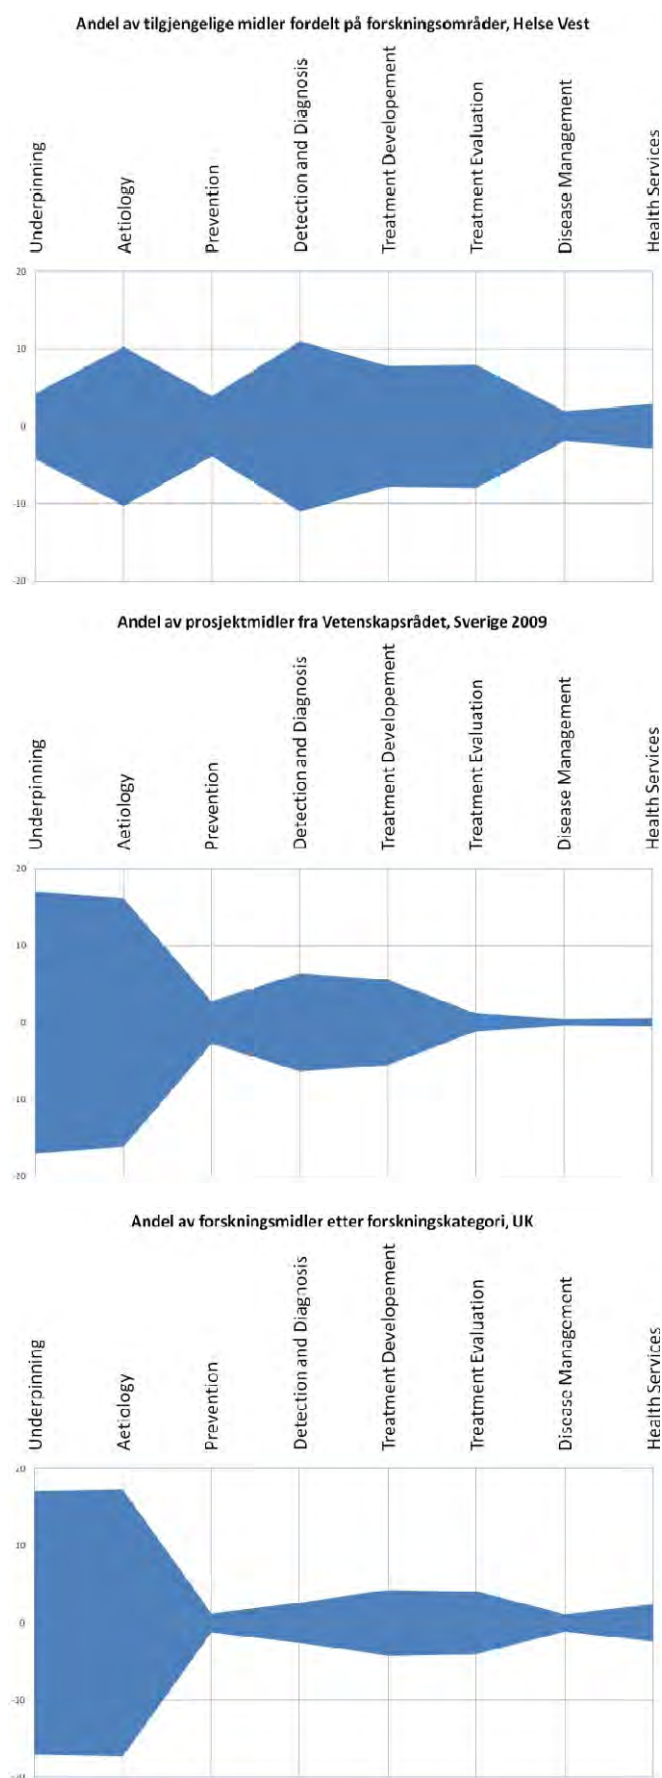 Andel av tilgjengelige midler fordelt på forskningsområder, Helse Vest
Underpinning
Aetiology
Prevention
Detection and Diagnosis
Treatment Developement
Treatment Evaluation
Disease Management
Health Services
20
10
0
-10
-20
Andel av prosjektmidler fra Vetenskapsrådet, Sverige 2009
Underpinning
Aetiology
Prevention
Detection and Diagnosis
Treatment Developement
Treatment Evaluation
Disease Management
Health Services
20
10
0
-10
-20
Andel av forskningsmidler etter forskningskategori, UK
Underpinning
Aetiology
Prevention
Detection and Diagnosis
Treatment Developement
Treatment Evaluation
Disease Management
Health Services
20
10
0
-10
-20